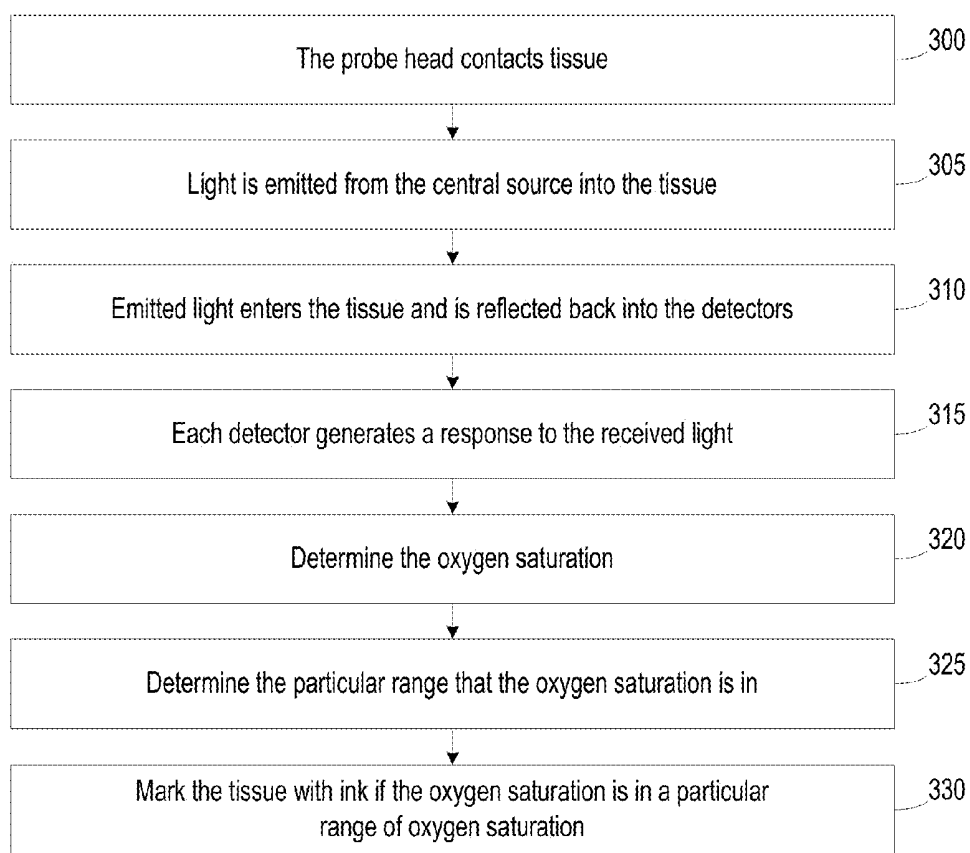 The probe head contacts tissue
300
Light is emitted from the central source into the tissue
305
Emitted light enters the tissue and is reflected back into the detectors
310
Each detector generates a response to the received light
315
Determine the oxygen saturation
320
Determine the particular range that the oxygen saturation is in
325
Mark the tissue with ink if the oxygen saturation is in a particular
range of oxygen saturation
330